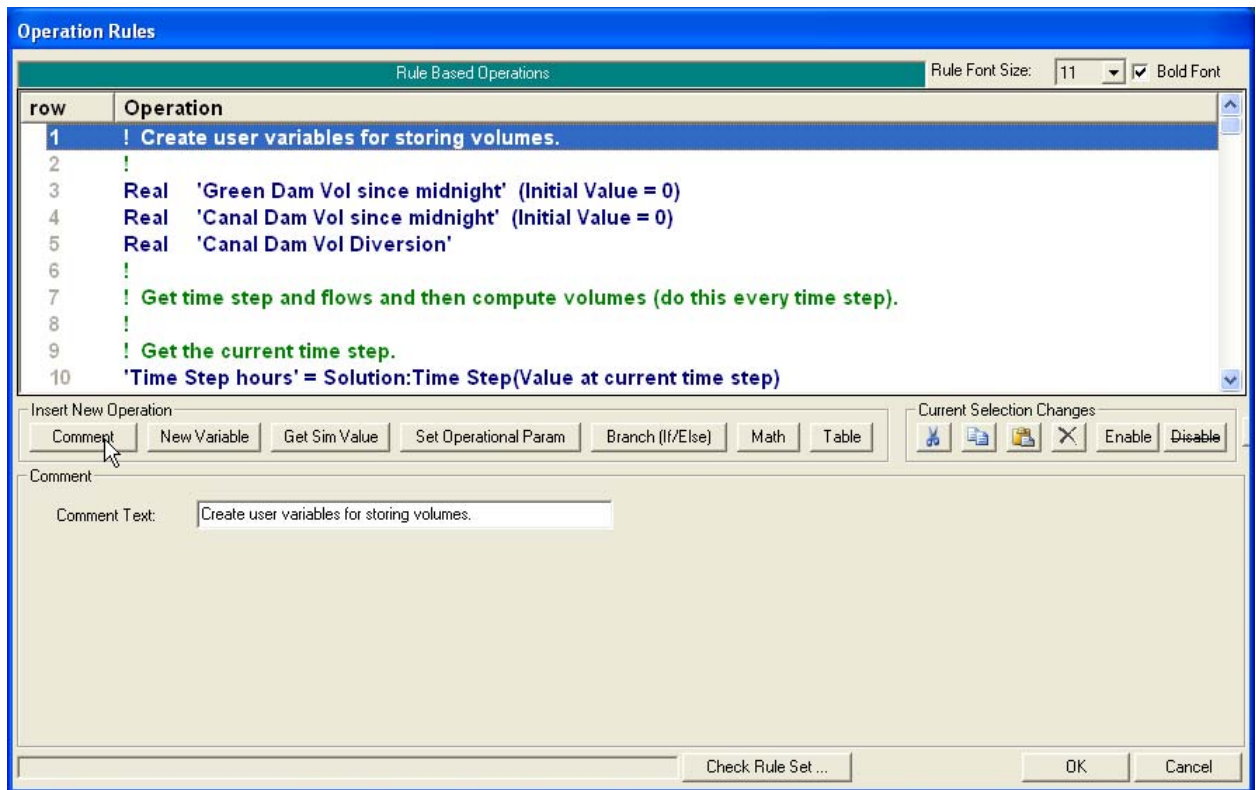 Operation Rules
Rule Based Operations Rule Font Size: 11 Bold Font
row Operation
1 ! Create user variables for storing volumes.
2 !
3 Real 'Green Dam Vol since midnight' (Initial Value = 0)
4 Real 'Canal Dam Vol since midnight' (Initial Value = 0)
5 Real 'Canal Dam Vol Diversion'
6 !
7 ! Get time step and flows and then compute volumes (do this every time step).
8 !
9 ! Get the current time step.
10 'Time Step hours' = Solution:Time Step(Value at current time step)
Insert New Operation Current Selection Changes
Comment New Variable Get Sim Value Set Operational Param Branch (If/Else) Math Table Enable Disable
Comment
Comment Text: Create user variables for storing volumes.
Check Rule Set ... OK Cancel